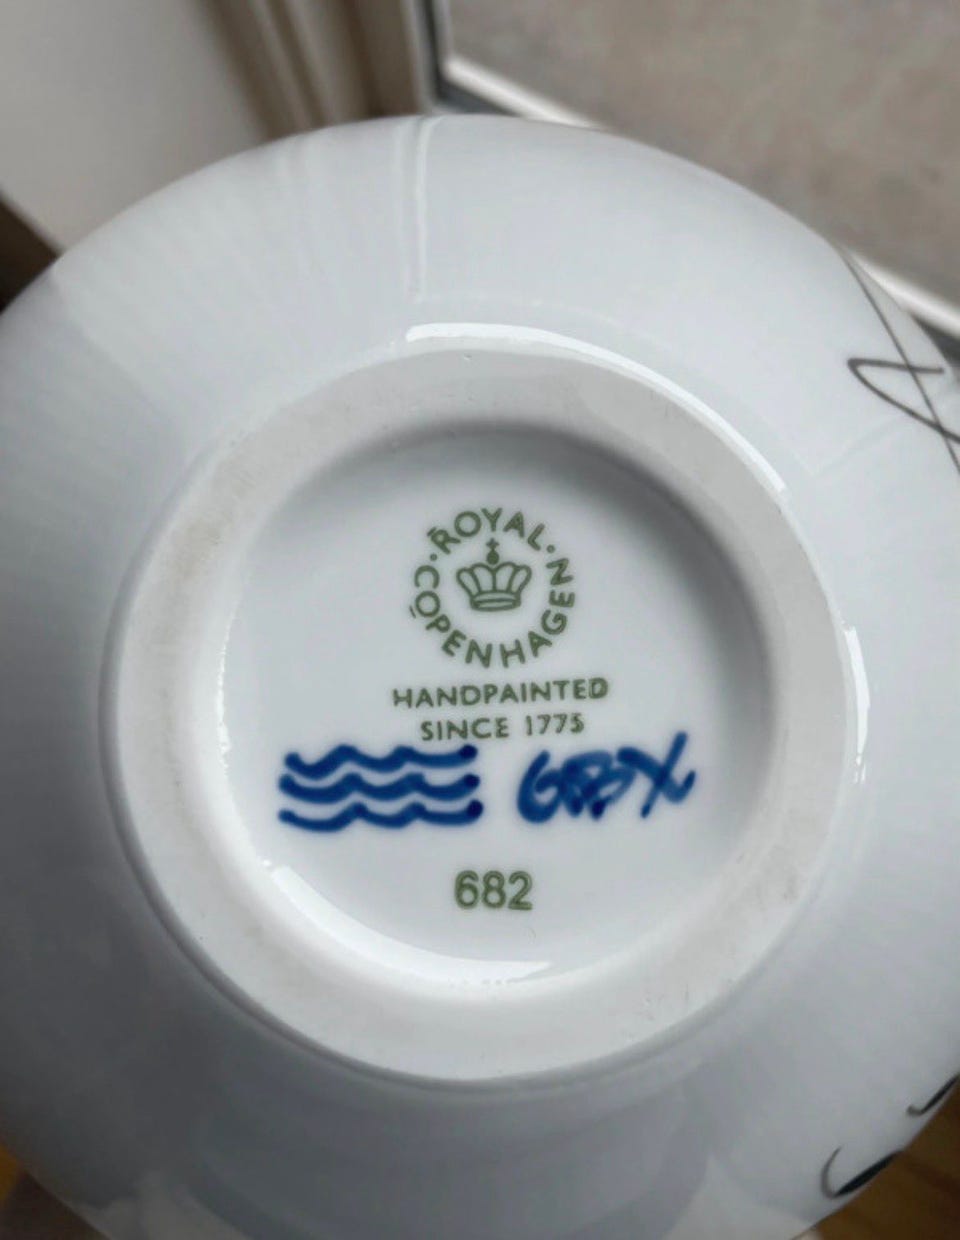 ROYAL · COPENHAGEN ·
HANDPAINTED
SINCE 1775
682